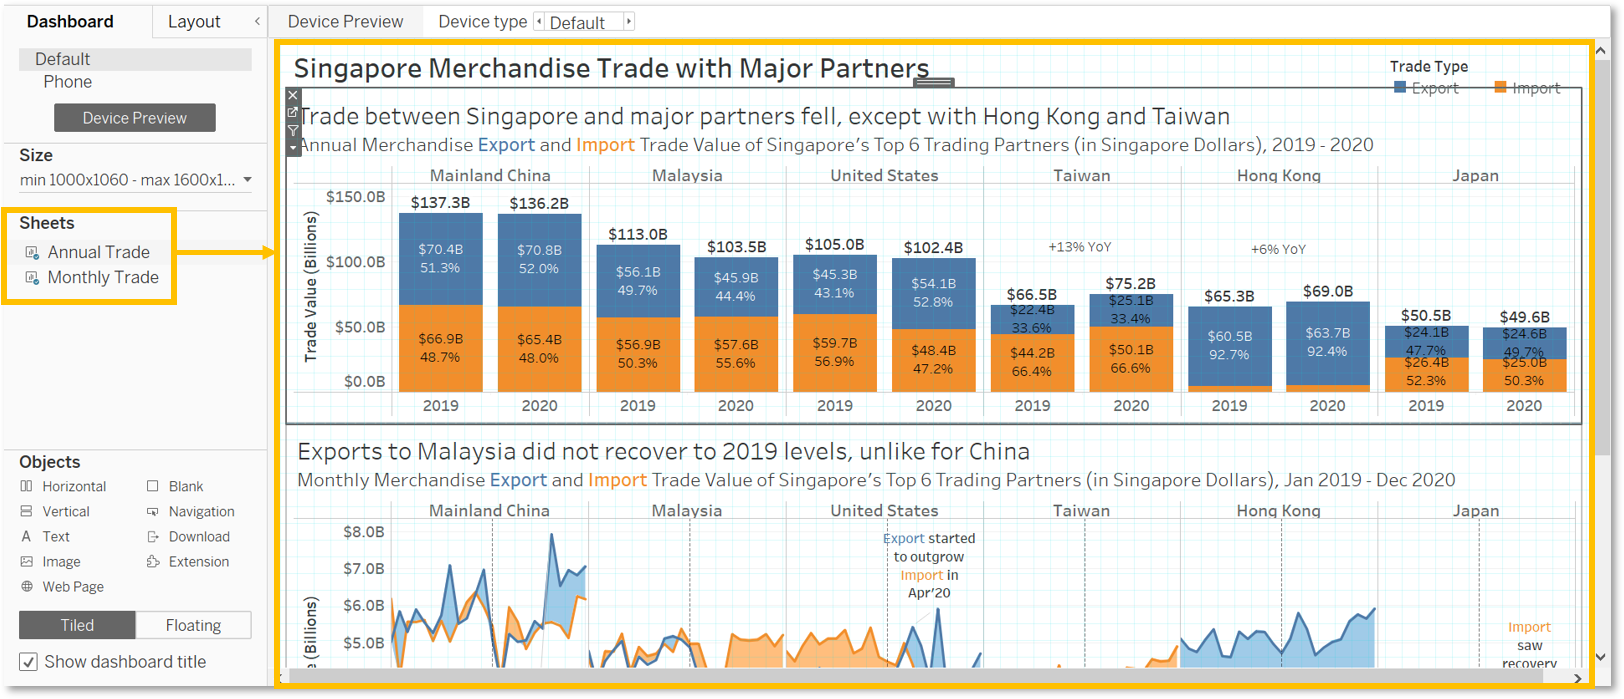 Dashboard
Layout
Device Preview
Device type
Default
Default
Phone
Device Preview
Size
min 1000x1060 - max 1600x1...
Sheets
Annual Trade
Monthly Trade
Objects
Horizontal
Blank
Vertical
Navigation
Text
Download
Image
Extension
Web Page
Tiled
Floating
Show dashboard title
Singapore Merchandise Trade with Major Partners
Trade Type
Export
Import
Trade between Singapore and major partners fell, except with Hong Kong and Taiwan
Annual Merchandise Export and Import Trade Value of Singapore's Top 6 Trading Partners (in Singapore Dollars), 2019 - 2020
Mainland China
Malaysia
United States
Taiwan
Hong Kong
Japan
Trade Value (Billions)
$150.0B
$100.0B
$50.0B
$0.0B
$137.3B
$70.4B
51.3%
$66.9B
48.7%
2019
$136.2B
$70.8B
52.0%
$65.4B
48.0%
2020
$113.0B
$56.1B
49.7%
$56.9B
50.3%
2019
$103.5B
$45.9B
44.4%
$57.6B
55.6%
2020
$105.0B
$45.3B
43.1%
$59.7B
56.9%
2019
$102.4B
$54.1B
52.8%
$48.4B
47.2%
2020
+13% YoY
$66.5B
$22.4B
33.6%
$44.2B
66.4%
2019
$75.2B
$25.1B
33.4%
$50.1B
66.6%
2020
+6% YoY
$65.3B
$60.5B
92.7%
2019
$69.0B
$63.7B
92.4%
2020
$50.5B
$24.1B
47.7%
$26.4B
52.3%
2019
$49.6B
$24.6B
49.7%
$25.0B
50.3%
2020
Exports to Malaysia did not recover to 2019 levels, unlike for China
Monthly Merchandise Export and Import Trade Value of Singapore's Top 6 Trading Partners (in Singapore Dollars), Jan 2019 - Dec 2020
Mainland China
Malaysia
United States
Taiwan
Hong Kong
Japan
(Billions)
$8.0B
$7.0B
$6.0B
$5.0B
Export started
to outgrow
Import in
Apr'20
Import
saw
recovery